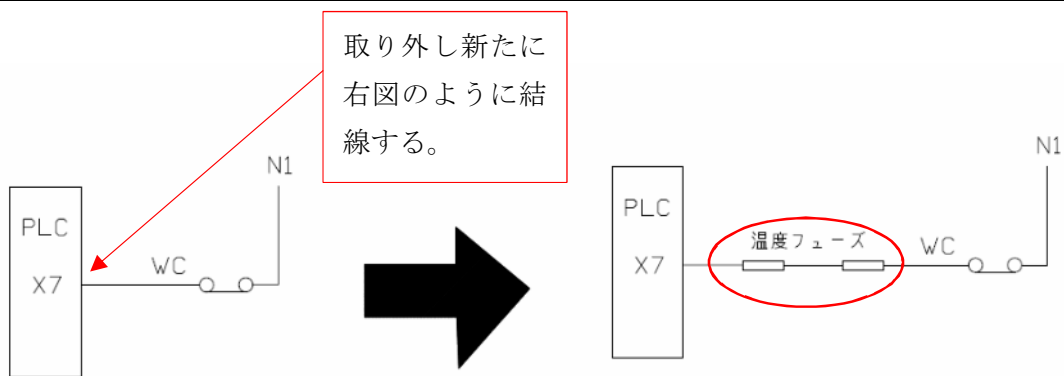 取り外し新たに
右図のように結
線する。
N1
PLC
WC
X7
N1
PLC
温度フューズ
WC
X7